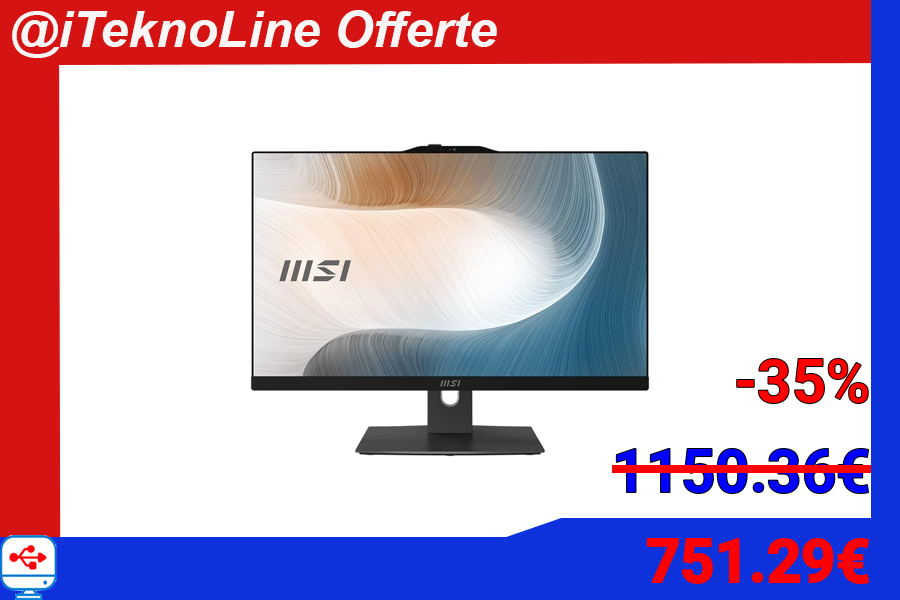 @iTeknoLine Offerte
msi
msi
-35%
1150.36€
751.29€